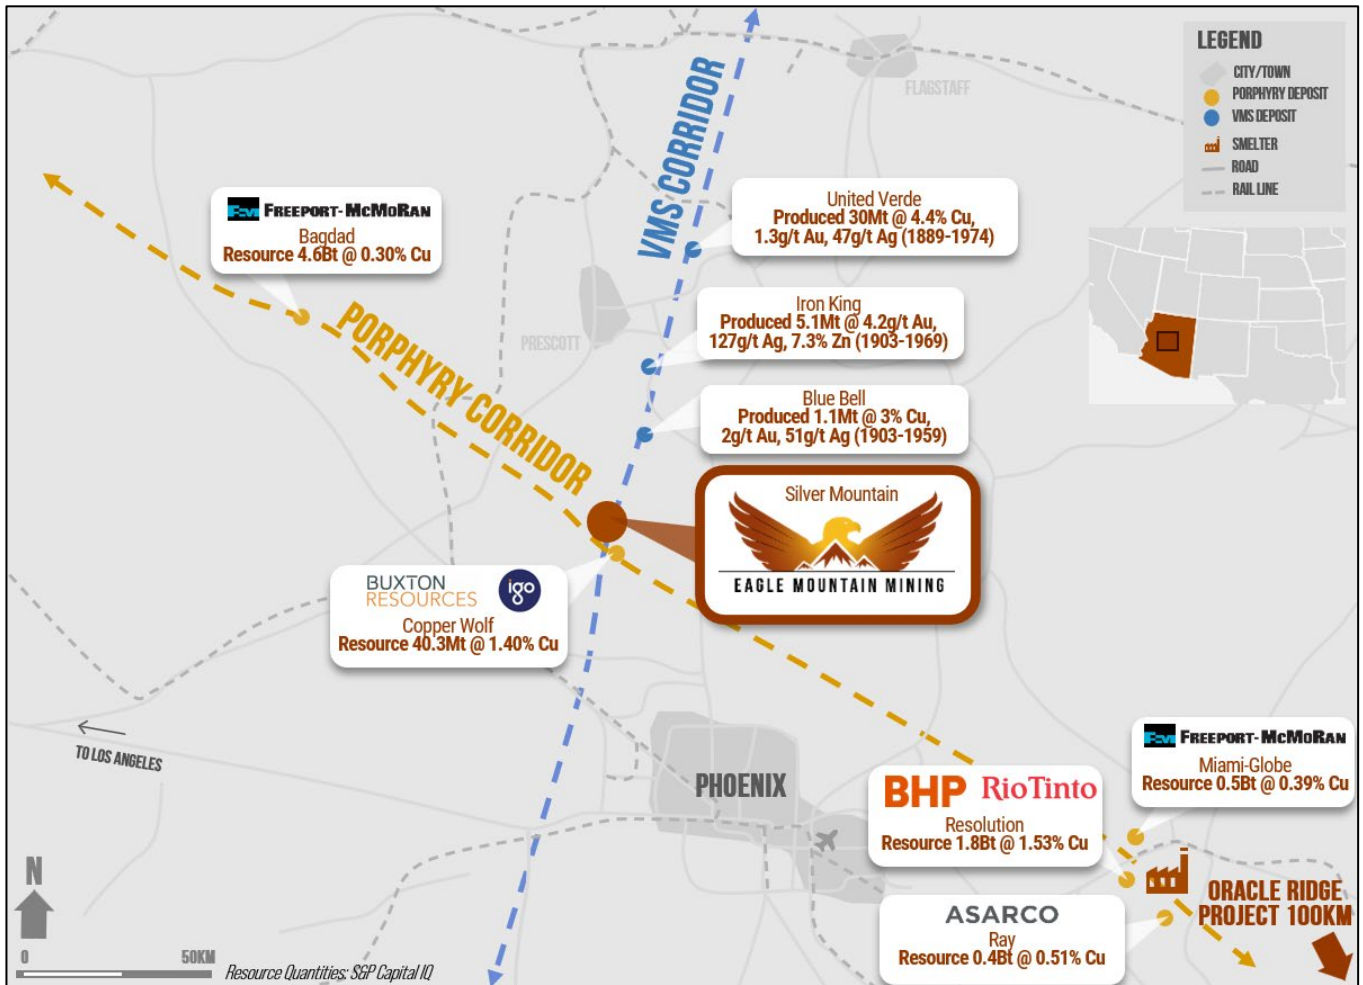 LEGEND
CITY/TOWN
PORPHYRY DEPOSIT
VMS DEPOSIT
SMELTER
ROAD
RAIL LINE
FLAGSTAFF
VMS CORRIDOR
FCX FREEPORT-McMoRAN
Bagdad
Resource 4.6Bt @ 0.30% Cu
United Verde
Produced 30Mt @ 4.4% Cu,
1.3g/t Au, 47g/t Ag (1889-1974)
Iron King
Produced 5.1Mt @ 4.2g/t Au,
127g/t Ag, 7.3% Zn (1903-1969)
PRESCOTT
PORPHYRY CORRIDOR
Blue Bell
Produced 1.1Mt @ 3% Cu,
2g/t Au, 51g/t Ag (1903-1959)
Silver Mountain
EAGLE MOUNTAIN MINING
BUXTON
RESOURCES
igo
Copper Wolf
Resource 40.3Mt @ 1.40% Cu
TO LOS ANGELES
PHOENIX
FCX FREEPORT-McMoRAN
Miami-Globe
Resource 0.5Bt @ 0.39% Cu
BHP RioTinto
Resolution
Resource 1.8Bt @ 1.53% Cu
ASARCO
Ray
Resource 0.4Bt @ 0.51% Cu
ORACLE RIDGE
PROJECT 100KM
N
0 50KM
Resource Quantities: S&P Capital IQ